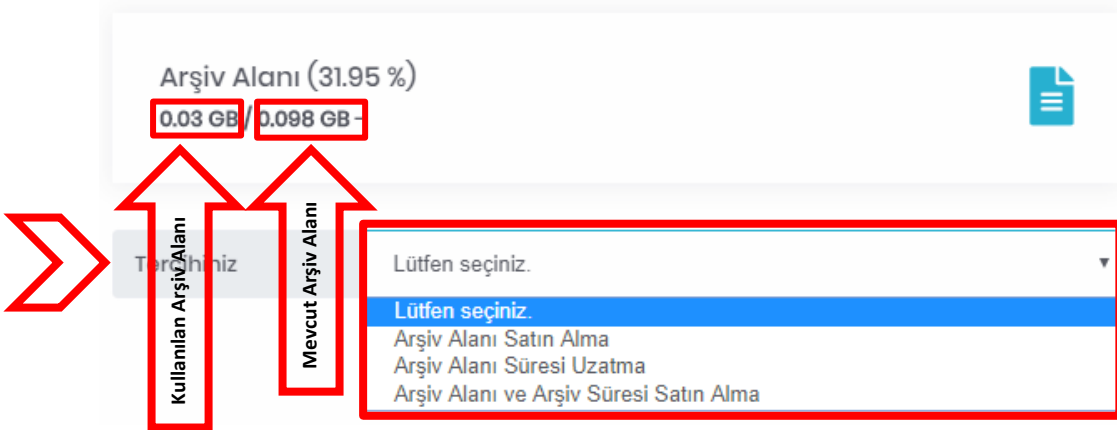 Arşiv Alanı (31.95 %)
0.03 GB / 0.098 GB -
Kullanılan Arşiv Alanı
Mevcut Arşiv Alanı
Tercihiniz
Lütfen seçiniz.
Lütfen seçiniz.
Arşiv Alanı Satın Alma
Arşiv Alanı Süresi Uzatma
Arşiv Alanı ve Arşiv Süresi Satın Alma